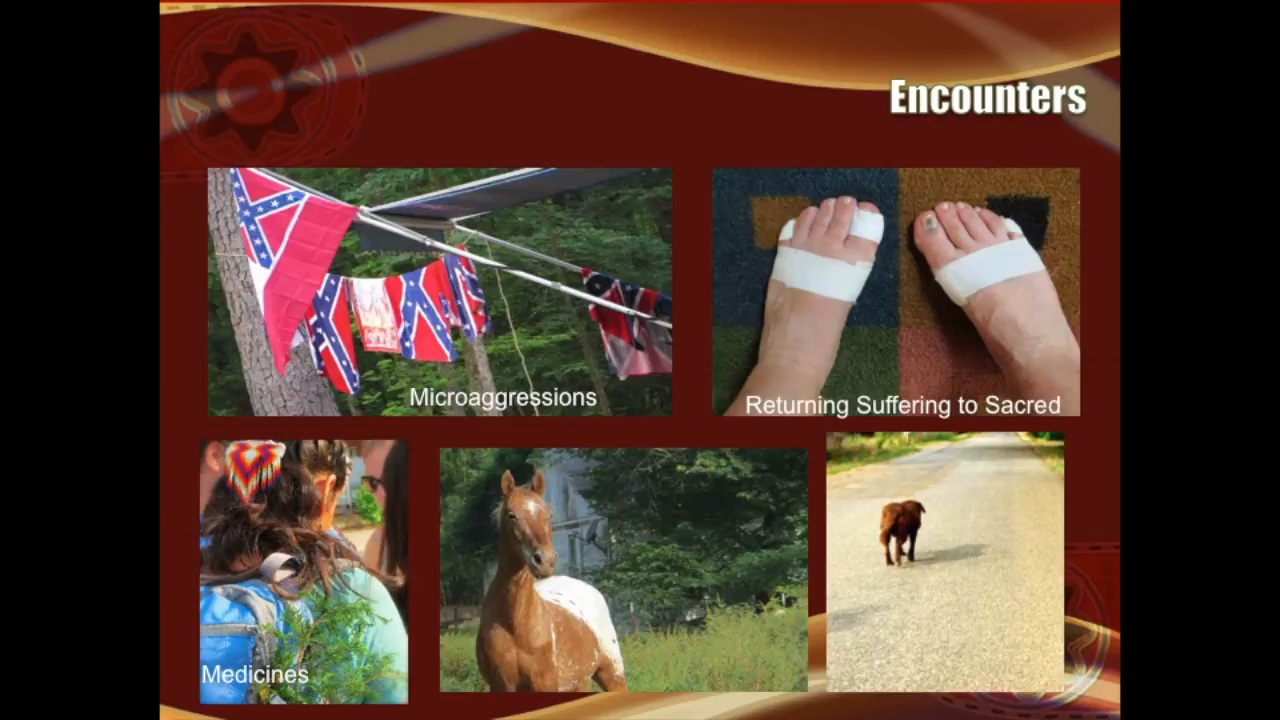 Encounters
Microaggressions
Returning Suffering to Sacred
Medicines